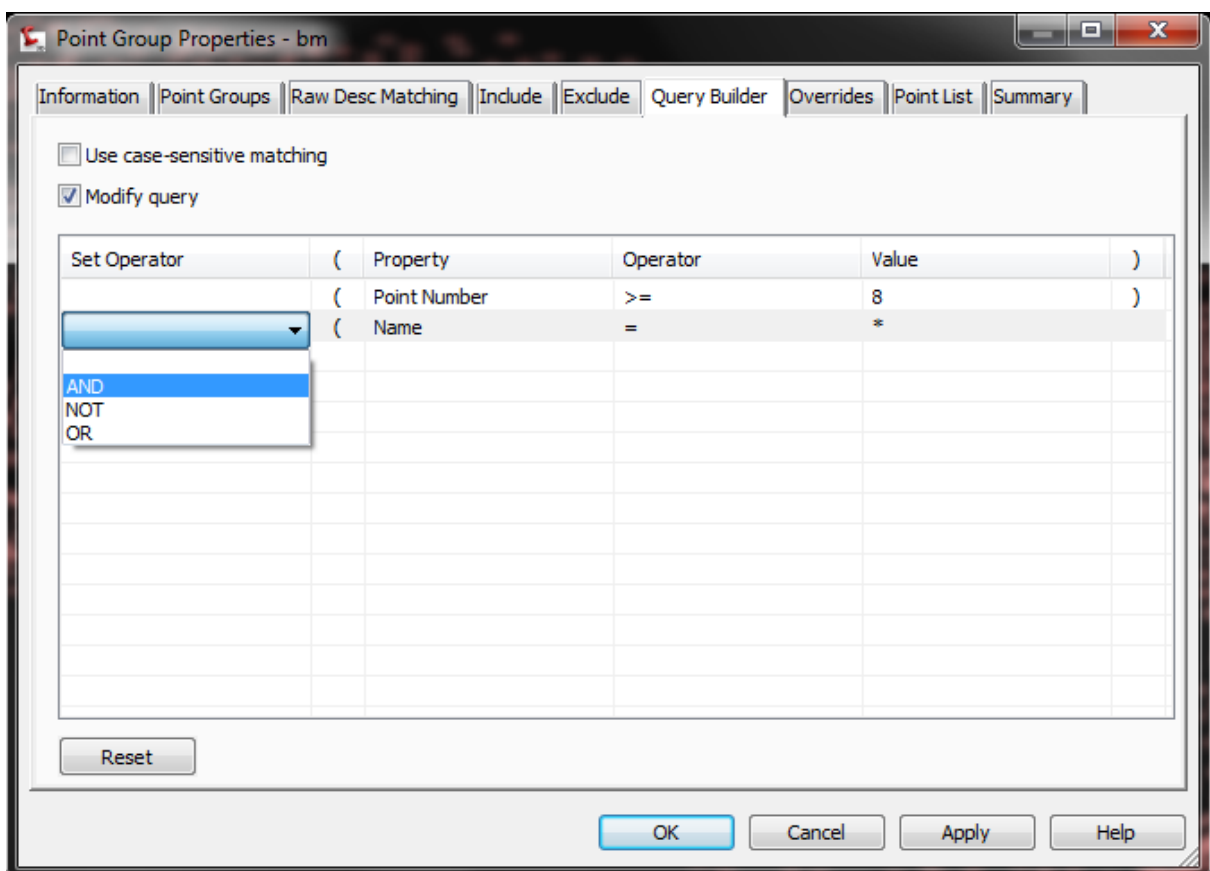 Point Group Properties - bm
Information Point Groups Raw Desc Matching Include Exclude Query Builder Overrides Point List Summary
Use case-sensitive matching
Modify query
Set Operator ( Property Operator Value )
( Point Number >= 8 )
( Name = *
AND
NOT
OR
Reset
OK Cancel Apply Help